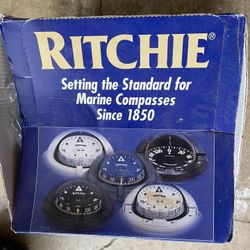 RITCHIE®
Setting the Standard for
Marine Compasses
Since 1850